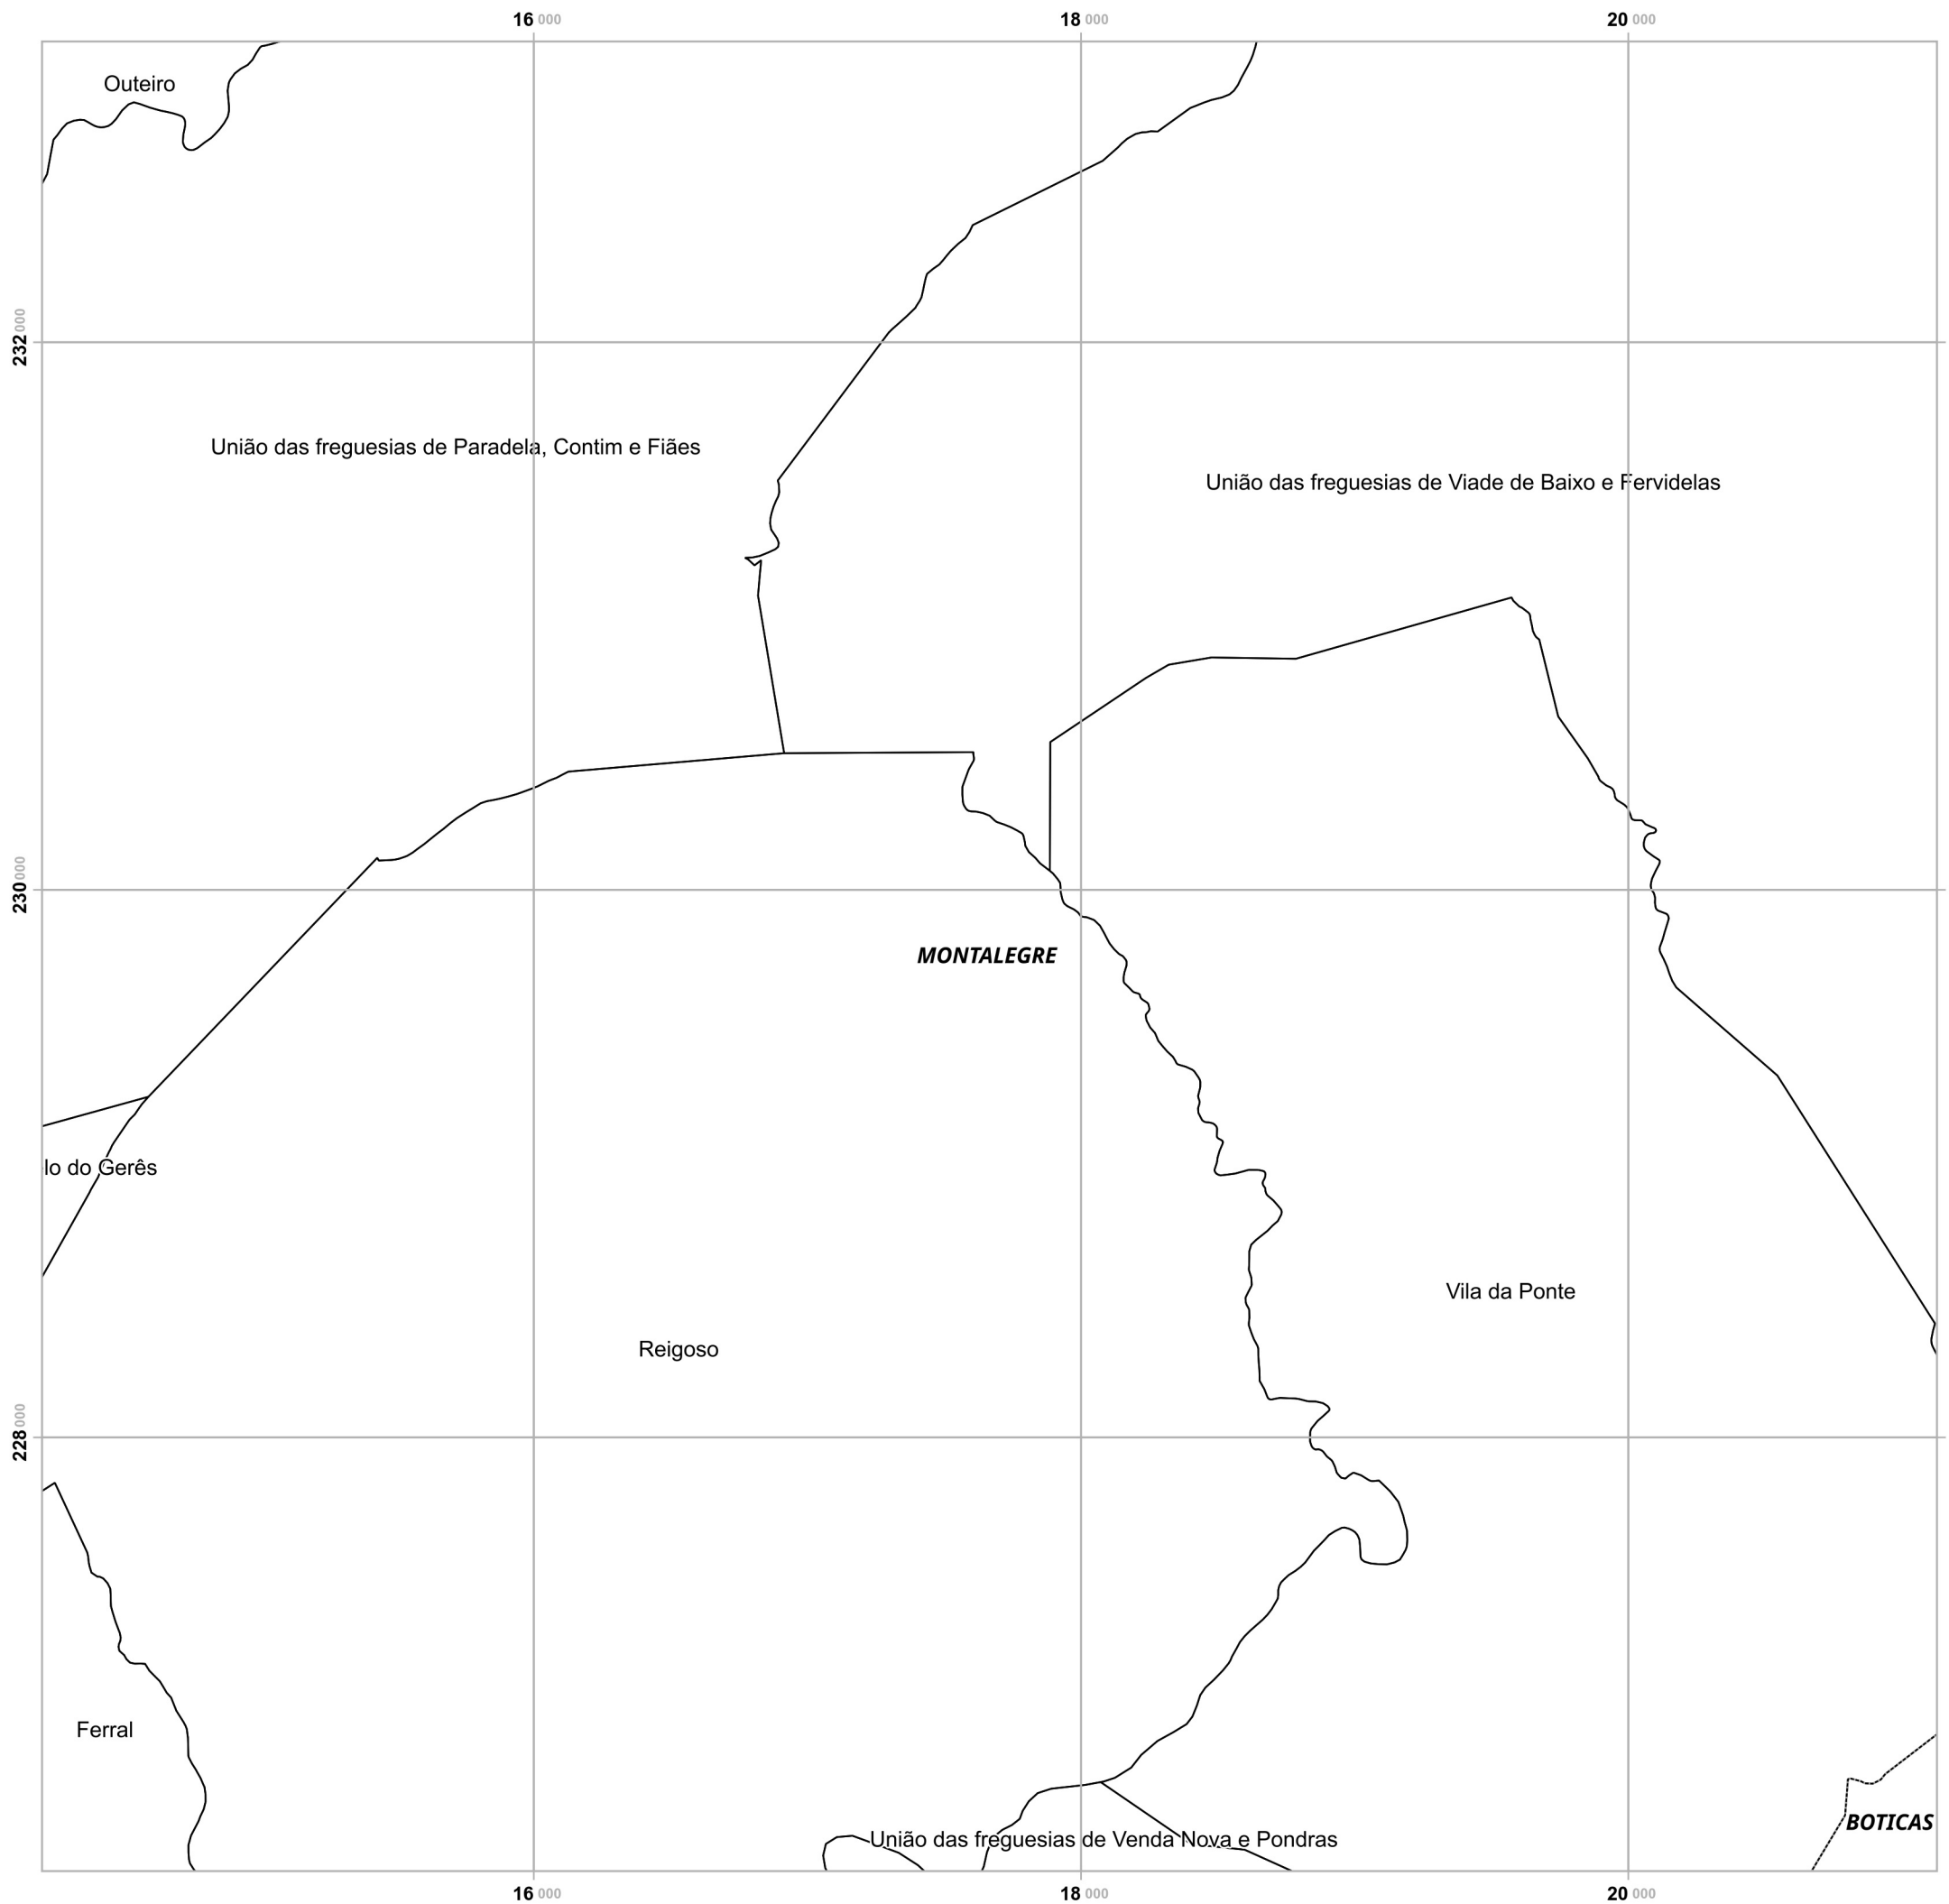 16 000
18 000
20 000
Outeiro
232 000
União das freguesias de Paradela, Contim e Fiães
União das freguesias de Viade de Baixo e Fervidelas
230 000
MONTALEGRE
lo do Gerês
Vila da Ponte
Reigoso
228 000
Ferral
BOTICAS
União das freguesias de Venda Nova e Pondras
16 000
18 000
20 000